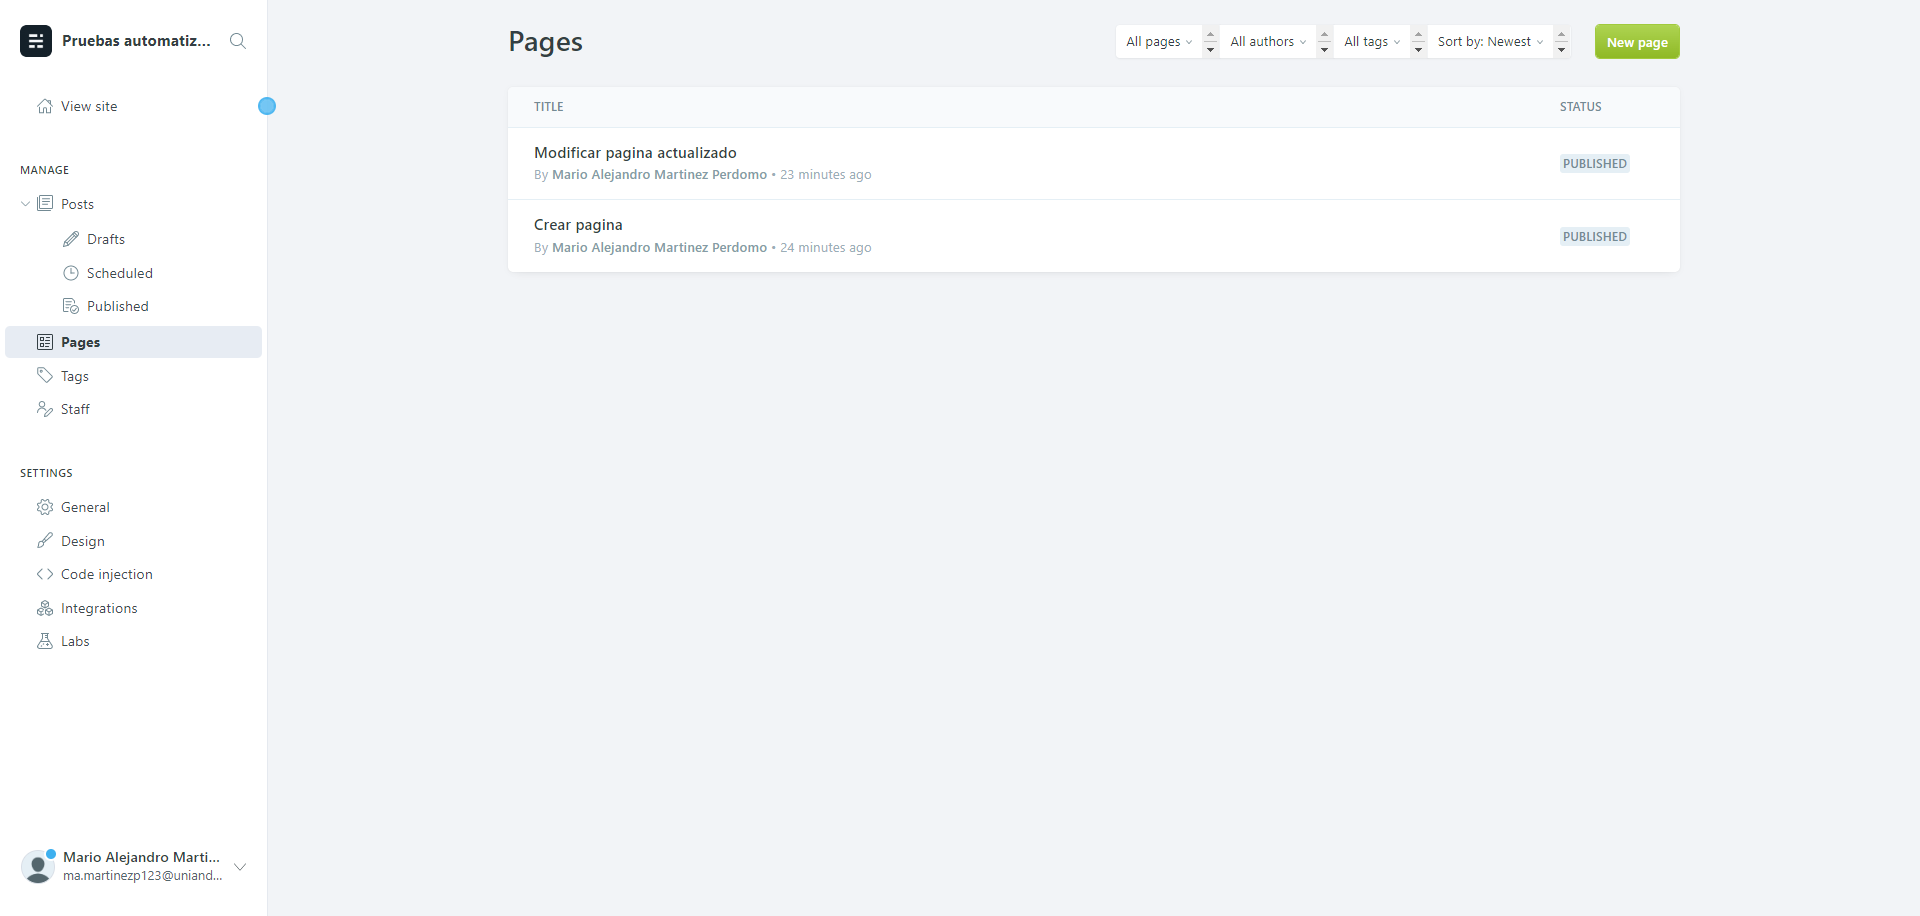 Pruebas automatiz...
View site
MANAGE
Posts
Drafts
Scheduled
Published
Pages
Tags
Staff
SETTINGS
General
Design
Code injection
Integrations
Labs
Mario Alejandro Marti...
ma.martinezp123@uniand...
Pages
All pages
All authors
All tags
Sort by: Newest
New page
TITLE
STATUS
Modificar pagina actualizado
By Mario Alejandro Martinez Perdomo • 23 minutes ago
PUBLISHED
Crear pagina
By Mario Alejandro Martinez Perdomo • 24 minutes ago
PUBLISHED